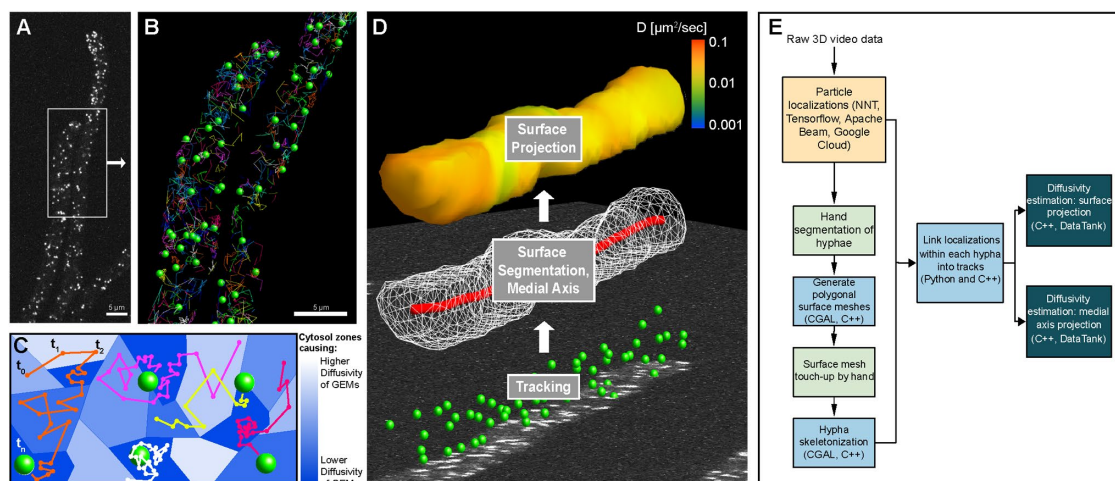 A
5 µm
B
5 µm
C
t0
t1
t2
tn
Cytosol zones
causing:
Higher
Diffusivity
of GEMs
Lower
Diffusivity
of GEMs
D
D [µm²/sec]
0.1
0.01
0.001
Surface
Projection
Surface
Segmentation,
Medial Axis
Tracking
E
Raw 3D video data
Particle
localizations (NNT,
Tensorflow, Apache
Beam, Google
Cloud)
Hand
segmentation of
hyphae
Generate
polygonal
surface meshes
(CGAL, C++)
Surface mesh
touch-up by hand
Hypha
skeletonization
(CGAL, C++)
Link localizations
within each hypha
into tracks
(Python and C++)
Diffusivity
estimation: surface
projection
(C++, DataTank)
Diffusivity
estimation: medial
axis projection
(C++, DataTank)